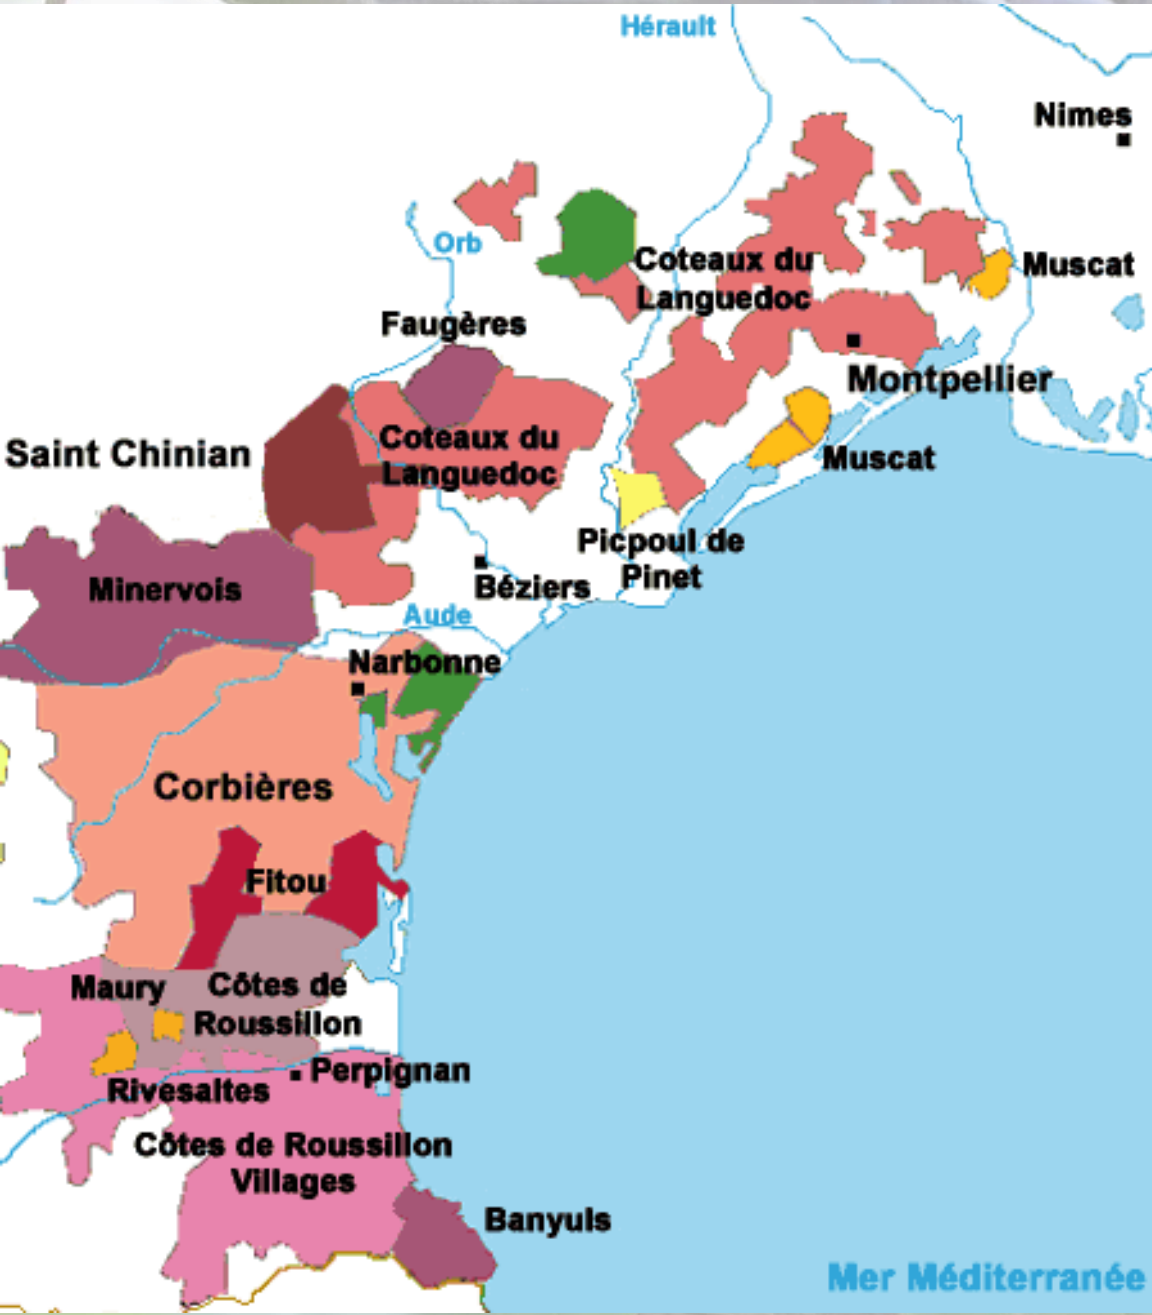 Hérault
Nimes
Orb
Coteaux du
Languedoc
Muscat
Faugères
Montpellier
Saint Chinian
Coteaux du
Languedoc
Muscat
Picpoul de
Pinet
Minervois
Béziers
Aude
Narbonne
Corbières
Fitou
Maury
Côtes de
Roussillon
Perpignan
Rivesaltes
Côtes de Roussillon
Villages
Banyuls
Mer Méditerranée